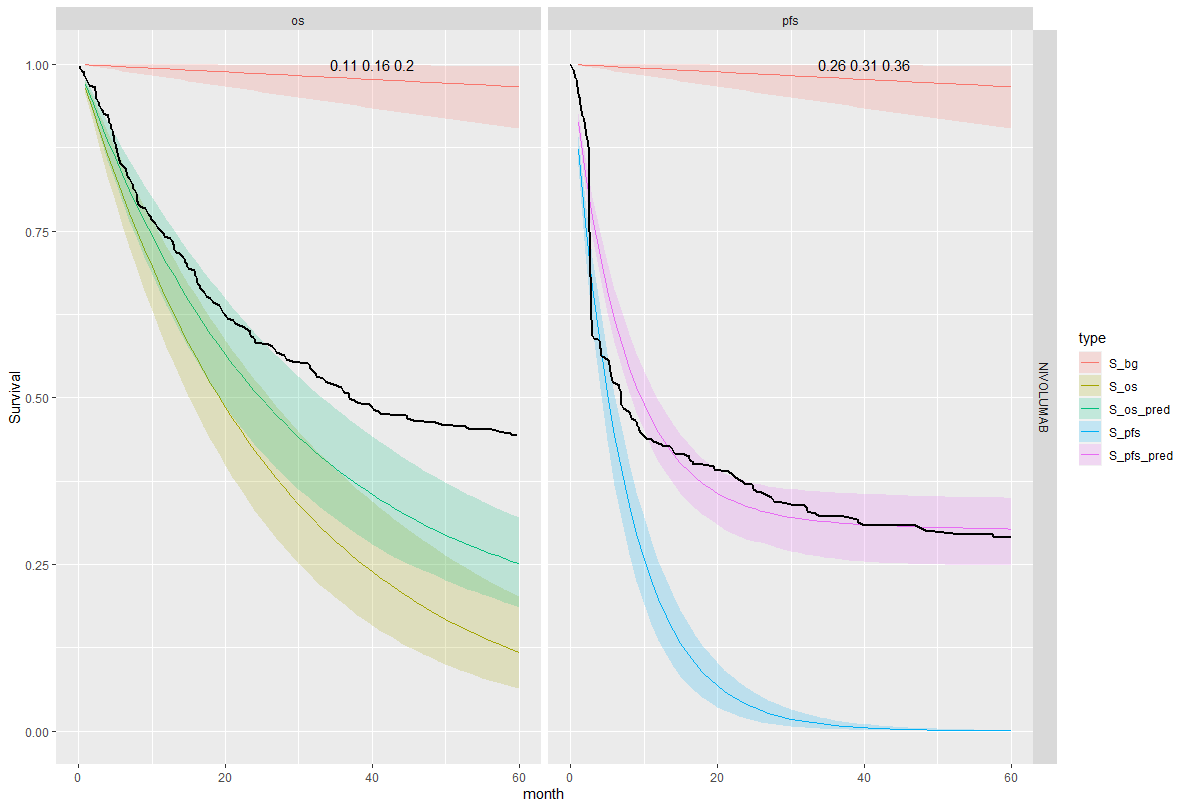 os
pfs
0.11 0.16 0.2
0.26 0.31 0.36
1.00
0.75
0.50
0.25
0.00
Survival
0
20
40
60
0
20
40
60
month
NIVOLUMAB
type
S_bg
S_os
S_os_pred
S_pfs
S_pfs_pred